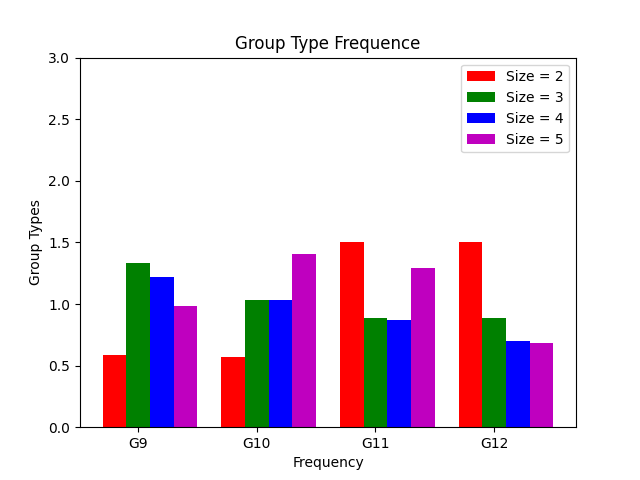 Group Type Frequence
3.0
2.5
2.0
1.5
1.0
0.5
0.0
Group Types
Size = 2
Size = 3
Size = 4
Size = 5
G9 G10 G11 G12
Frequency